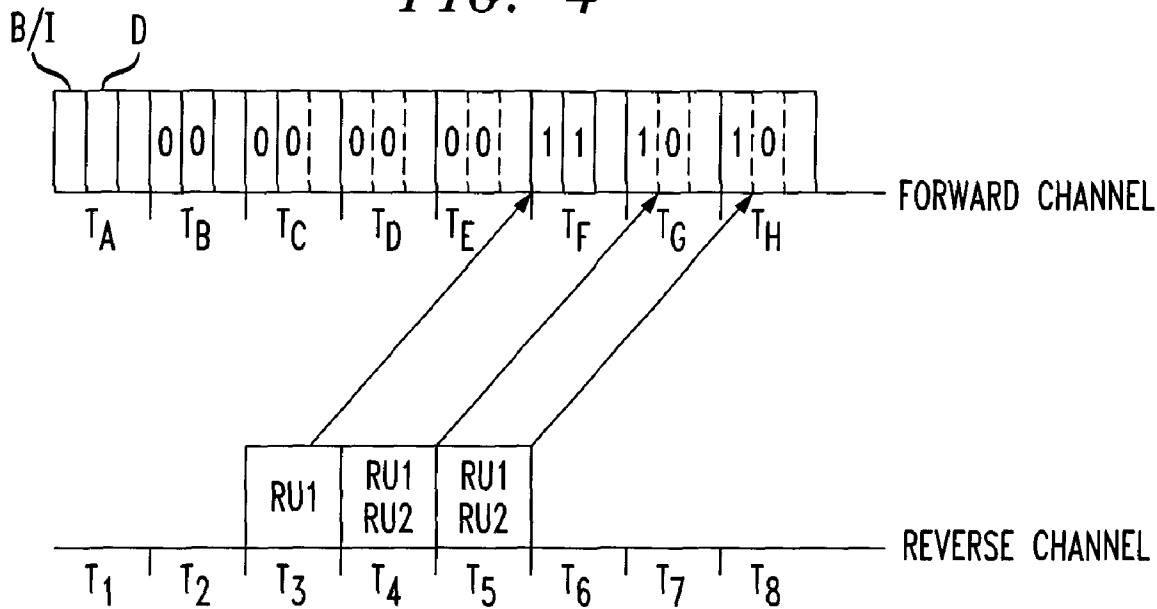 FIG. 4
B/I D
0 0 0 0 0 0 0 0 1 1 1 0 1 0
FORWARD CHANNEL
TA TB TC TD TE TF TG TH
RU1 RU1 RU1
RU2 RU2
REVERSE CHANNEL
T1 T2 T3 T4 T5 T6 T7 T8